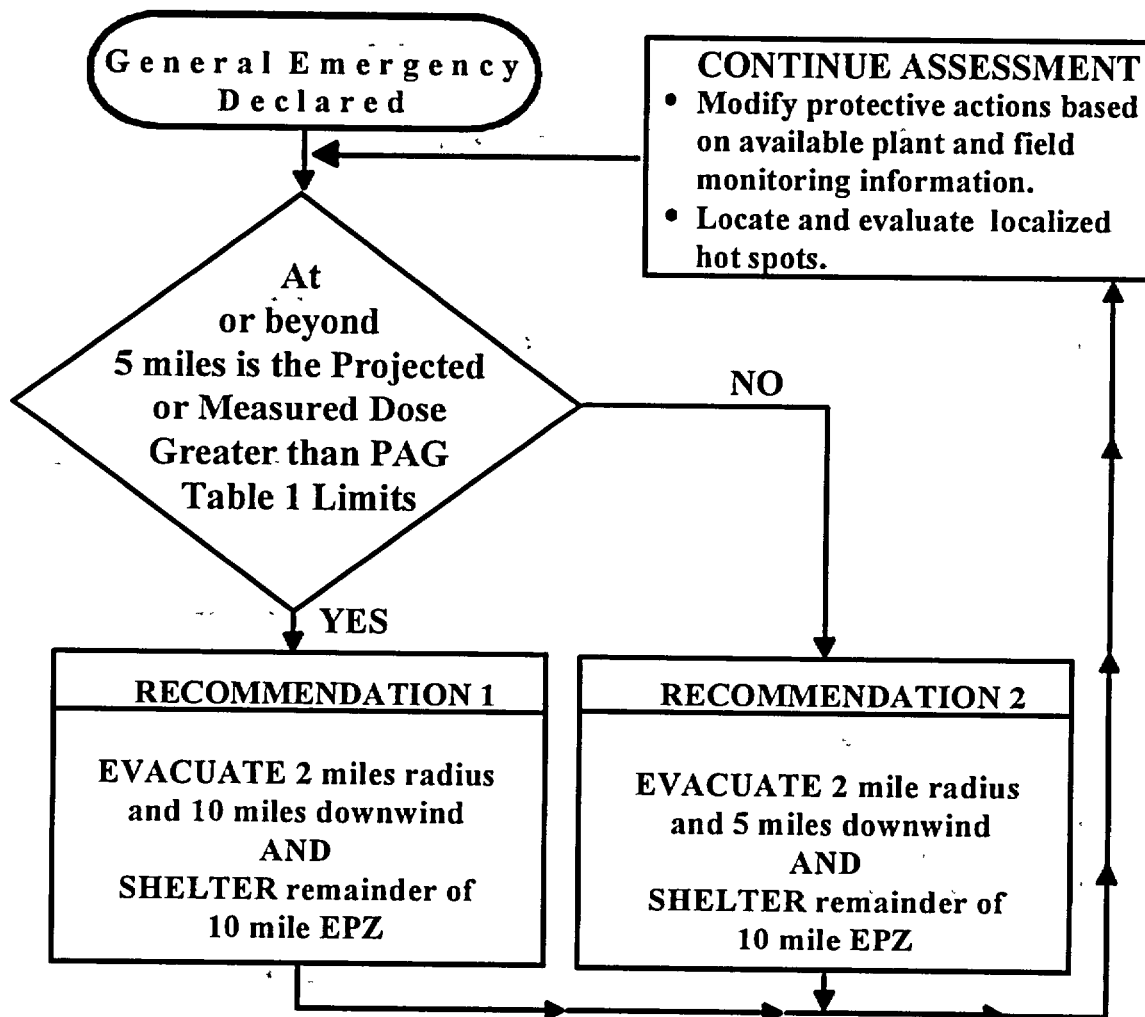 General Emergency
Declared
CONTINUE ASSESSMENT
• Modify protective actions based
on available plant and field
monitoring information.
• Locate and evaluate localized
hot spots.
At
or beyond
5 miles is the Projected
or Measured Dose
Greater than PAG
Table 1 Limits
NO
YES
RECOMMENDATION 1
EVACUATE 2 miles radius
and 10 miles downwind
AND
SHELTER remainder of
10 mile EPZ
RECOMMENDATION 2
EVACUATE 2 mile radius
and 5 miles downwind
AND
SHELTER remainder of
10 mile EPZ